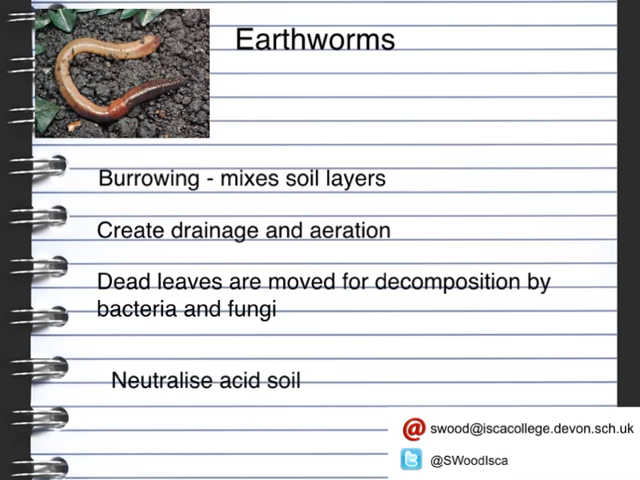 Earthworms
Burrowing - mixes soil layers
Create drainage and aeration
Dead leaves are moved for decomposition by
bacteria and fungi
Neutralise acid soil
@ swood@iscacollege.devon.sch.uk
@SWoodIsca